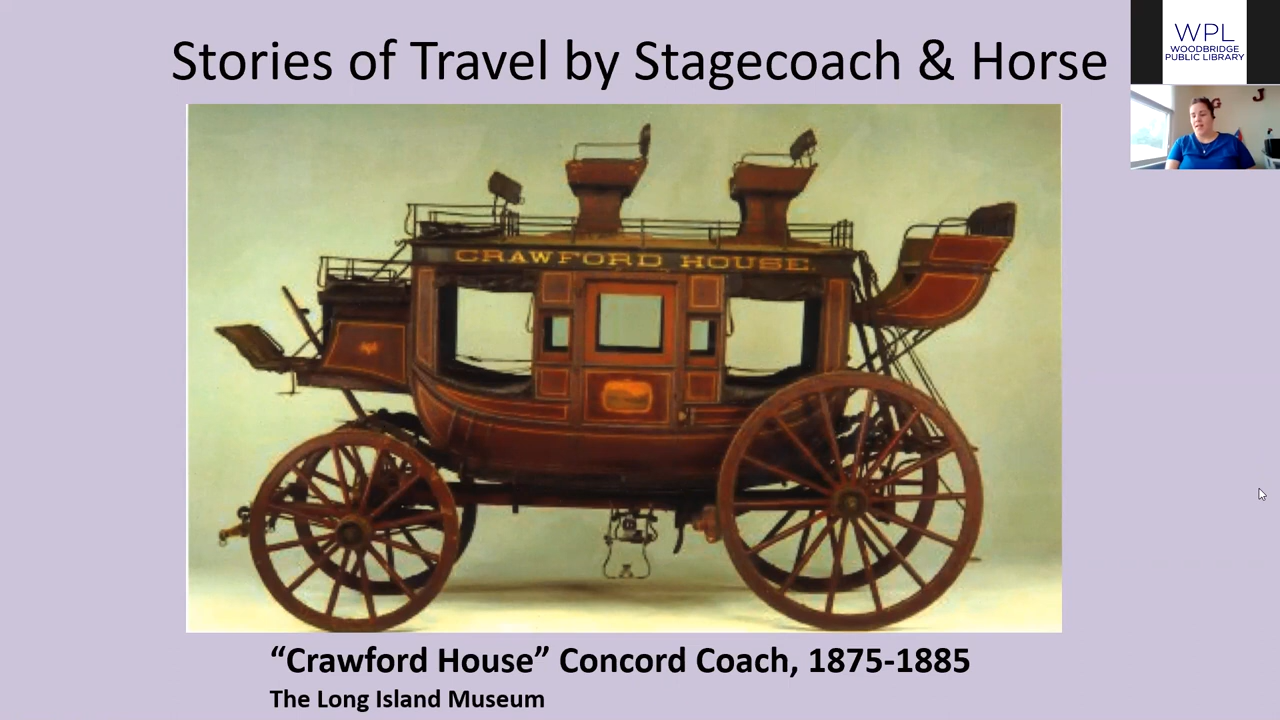 Stories of Travel by Stagecoach & Horse
WPL
WOODBRIDGE
PUBLIC LIBRARY
G J
CRAWFORD HOUSE.
“Crawford House” Concord Coach, 1875-1885
The Long Island Museum